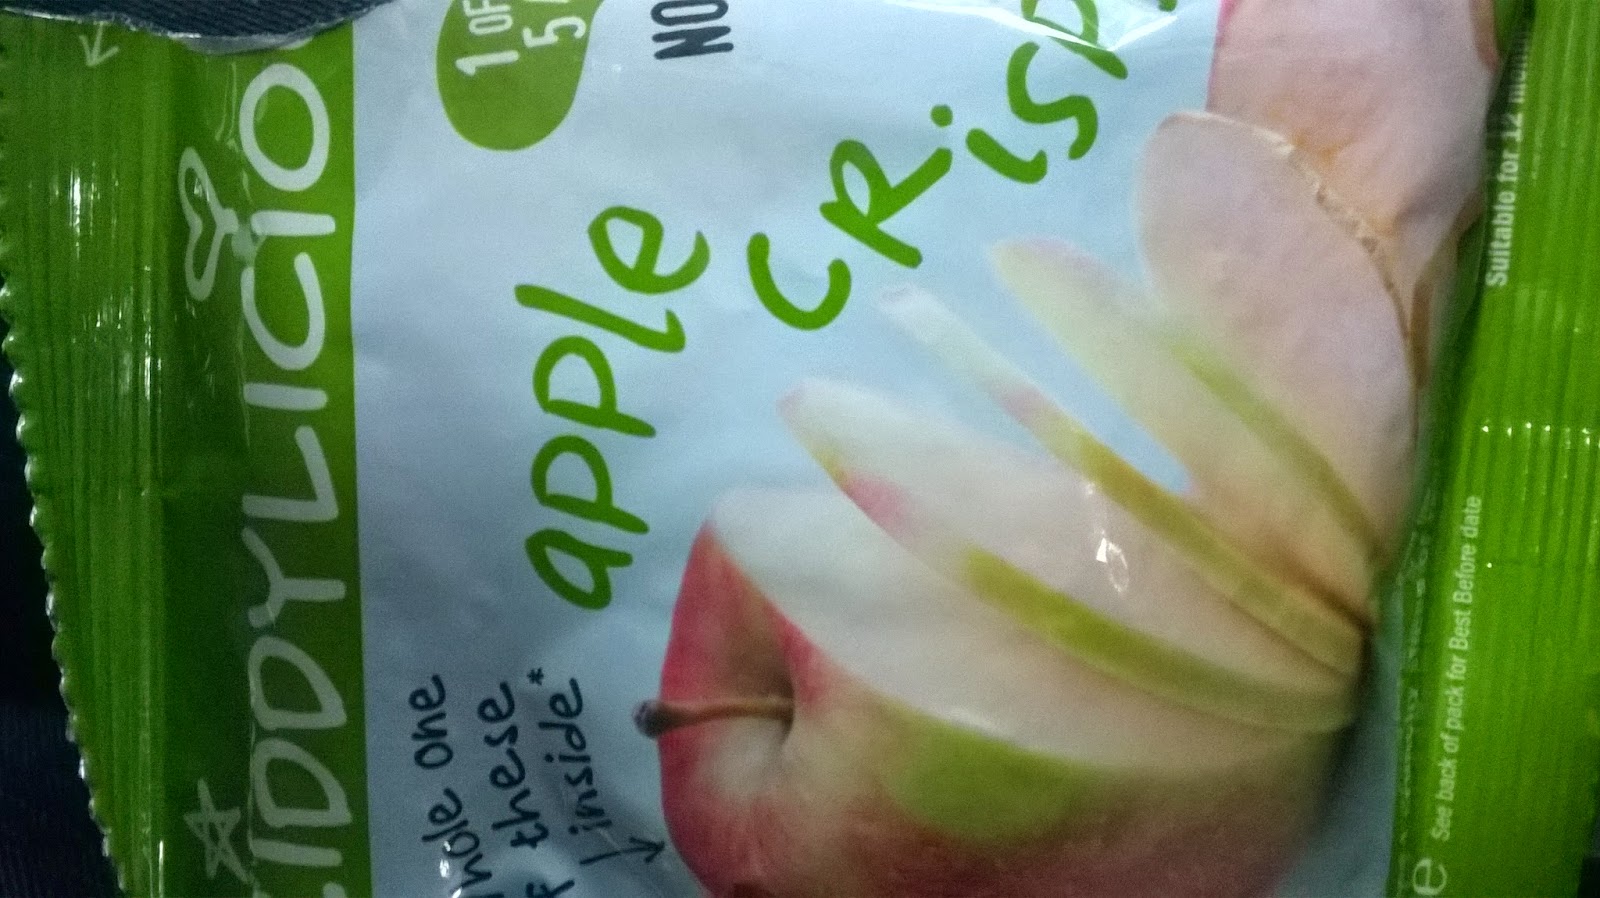 1 OF
5 A
NO
apple
CRISP
hole one
these
inside*
Suitable for 12 mon
See back of pack for Best Before date